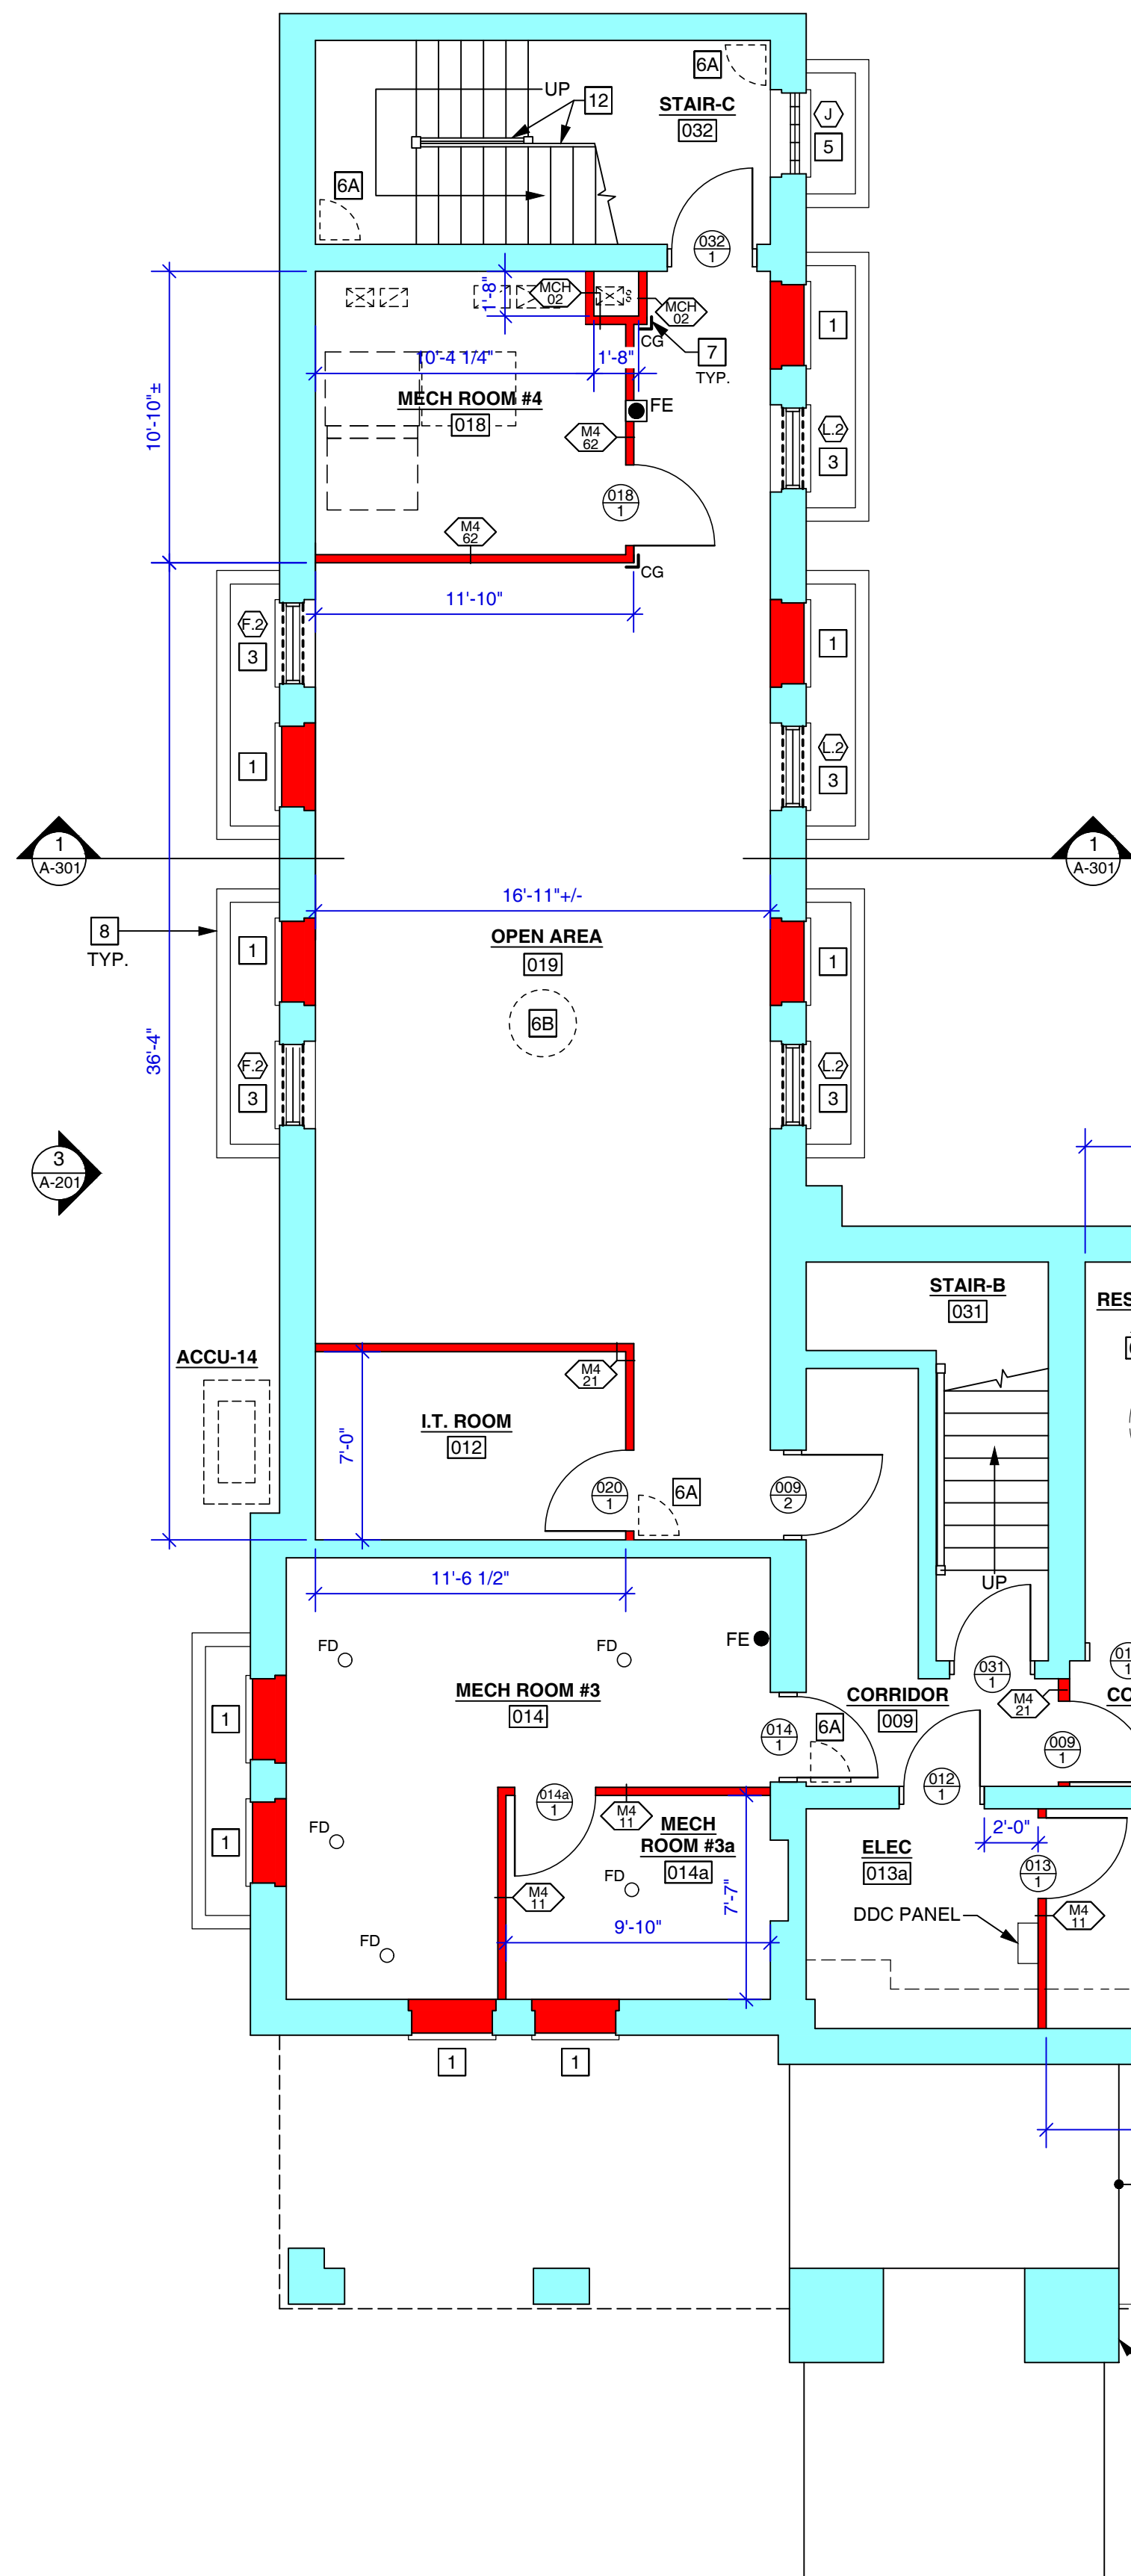 6A
UP
12
STAIR-C
032
J
5
6A
032
1
1'-8"
MCH
02
MCH
02
CG
7
TYP.
1
10'-4 1/4"
1'-8"
10'-10"±
MECH ROOM #4
018
FE
M4
62
L.2
3
018
1
M4
62
CG
11'-10"
F.2
3
1
1
L.2
3
1
A-301
1
A-301
16'-11"+/-
8
TYP.
1
OPEN AREA
019
1
6B
36'-4"
F.2
3
L.2
3
3
A-201
STAIR-B
031
RES
ACCU-14
M4
21
I.T. ROOM
012
7'-0"
020
1
6A
009
2
11'-6 1/2"
UP
FD
FD
FE
MECH ROOM #3
014
CORRIDOR
009
031
1
M4
21
01
1
CO
1
014
1
6A
009
1
014a
1
M4
11
012
1
MECH
ROOM #3a
014a
2'-0"
1
FD
FD
ELEC
013a
013
1
7'-7"
M4
11
9'-10"
DDC PANEL
M4
11
FD
1
1